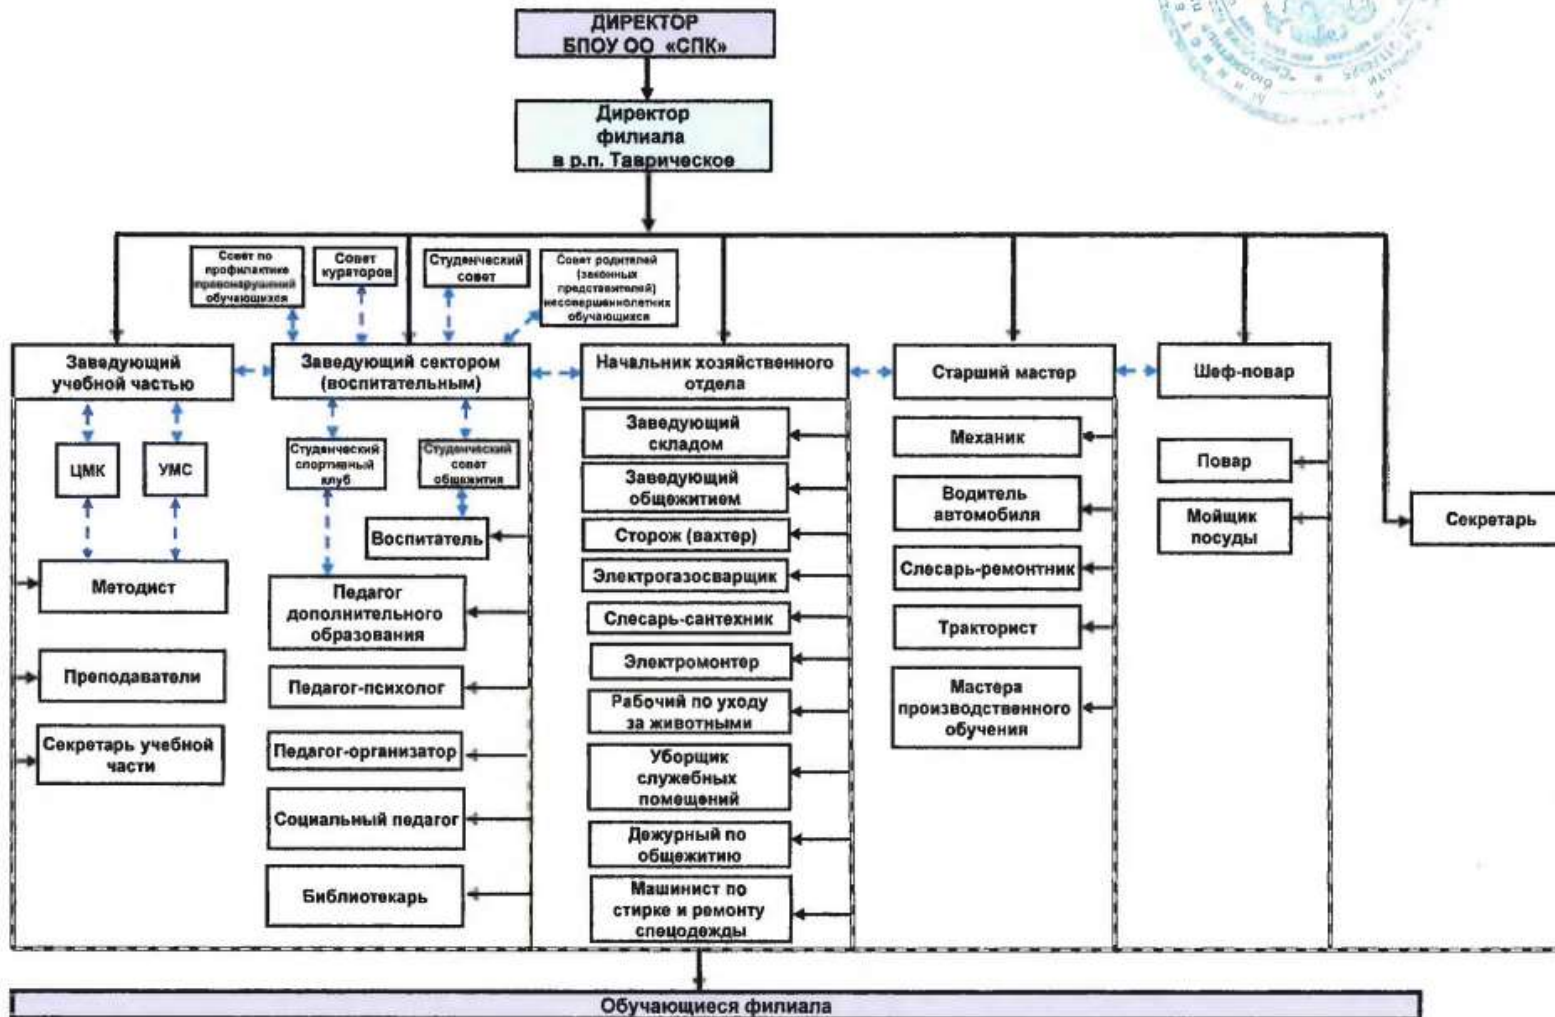 ДИРЕКТОР
БПОУ ОО «СПК»
Директор
филиала
в р.п. Таврическое
Совет по
профилактике
правонарушений
обучающихся
Совет
кураторов
Студенческий
совет
Совет родителей
(законных
представителей)
несовершеннолетних
обучающихся
Заведующий
учебной частью
Заведующий сектором
(воспитательным)
Начальник хозяйственного
отдела
Старший мастер
Шеф-повар
ЦМК
УМС
Методист
Преподаватели
Секретарь учебной
части
Студенческий
спортивный
клуб
Студенческий
совет
общежития
Воспитатель
Педагог
дополнительного
образования
Педагог-психолог
Педагог-организатор
Социальный педагог
Библиотекарь
Заведующий
складом
Заведующий
общежитием
Сторож (вахтер)
Электрогазосварщик
Слесарь-сантехник
Электромонтер
Рабочий по уходу
за животными
Уборщик
служебных
помещений
Дежурный по
общежитию
Машинист по
стирке и ремонту
спецодежды
Механик
Водитель
автомобиля
Слесарь-ремонтник
Тракторист
Мастера
производственного
обучения
Повар
Мойщик
посуды
Секретарь
Обучающиеся филиала